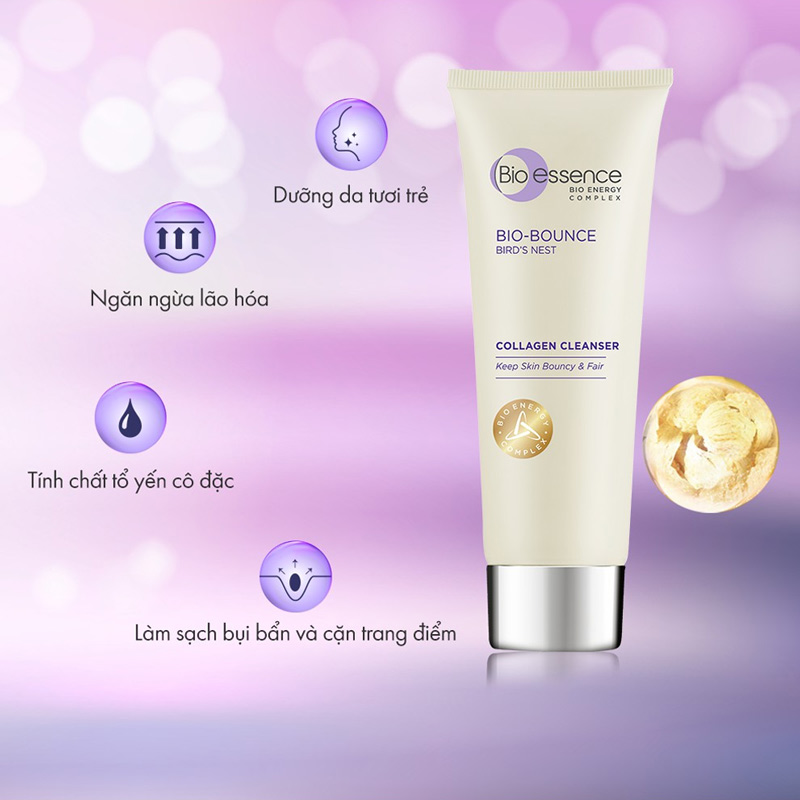 Dưỡng da tươi trẻ
Ngăn ngừa lão hóa
Tính chất tổ yến cô đặc
Làm sạch bụi bẩn và cặn trang điểm
Bio essence
BIO ENERGY
COMPLEX
BIO-BOUNCE
BIRD'S NEST
COLLAGEN CLEANSER
Keep Skin Bouncy & Fair
BIO ENERGY
COMPLEX